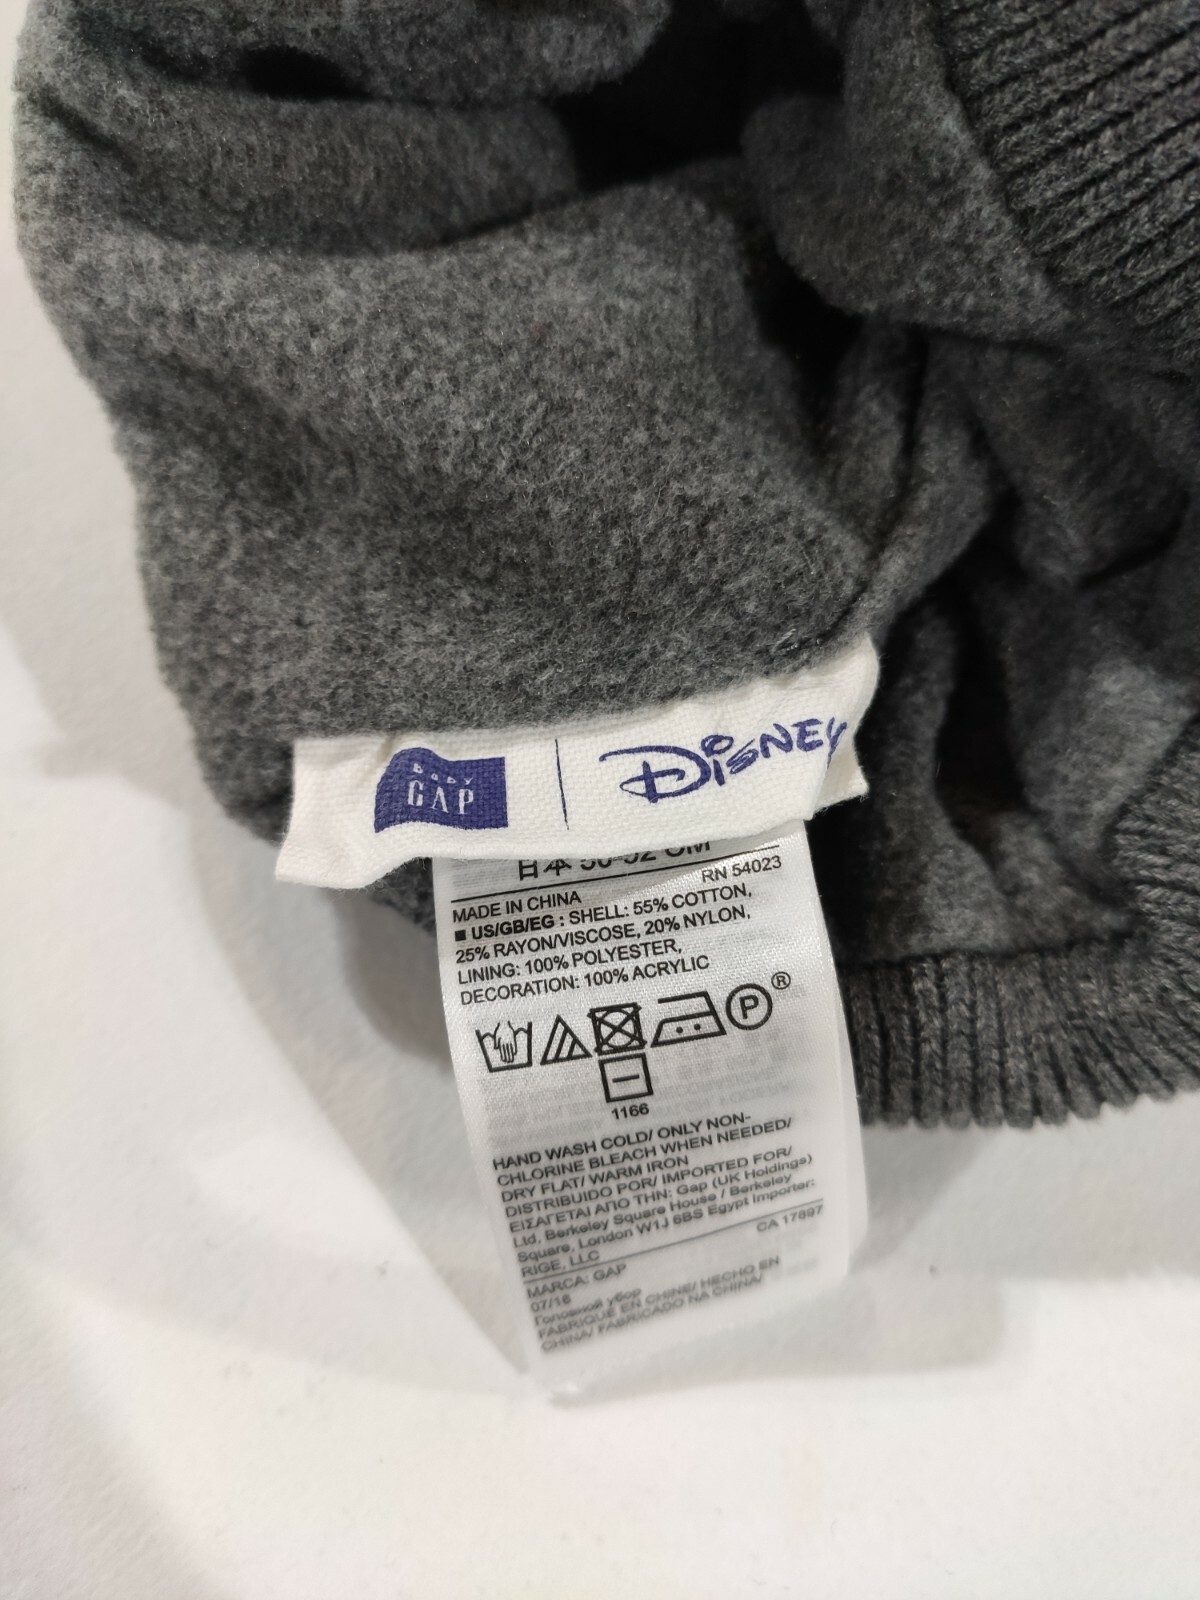 baby
GAP
Disney
日本 50-52 CM
RN 54023
MADE IN CHINA
■ US/GB/EG : SHELL: 55% COTTON,
25% RAYON/VISCOSE, 20% NYLON,
LINING: 100% POLYESTER,
DECORATION: 100% ACRYLIC
P ®
1166
HAND WASH COLD/ ONLY NON-
CHLORINE BLEACH WHEN NEEDED/
DRY FLAT/ WARM IRON
DISTRIBUIDO POR/ IMPORTED FOR/
ΕΙΣΑΓΕΤΑΙ ΑΠΟ ΤΗΝ: Gap (UK Holdings)
Ltd, Berkeley Square House / Berkeley
Square, London W1J 6BS Egypt Importer:
RIGE, LLC
CA 17897
MARCA: GAP
07/16
Головной убор
FABRIQUÉ EN CHINE/ HECHO EN
CHINA/ FABRICADO NA CHINA/